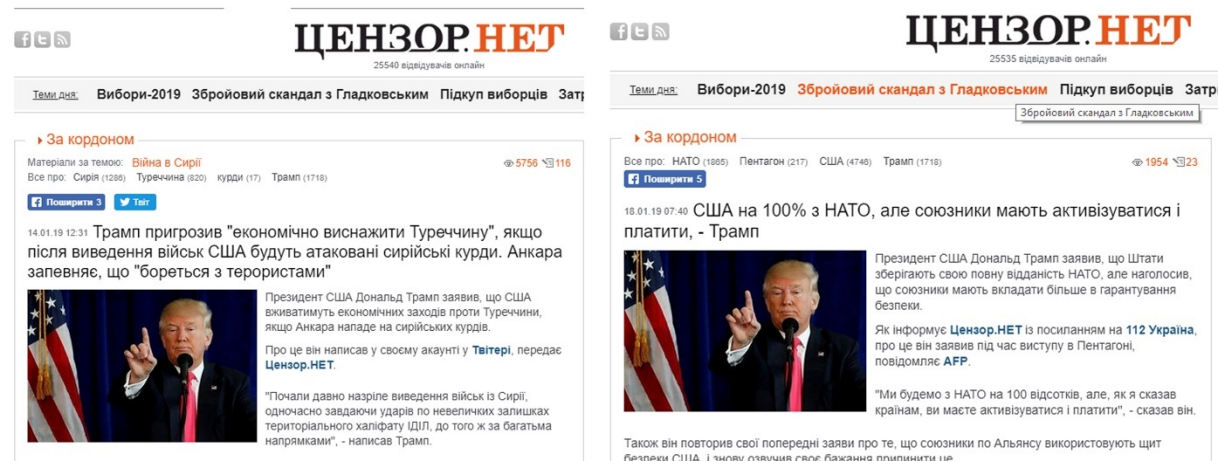 ЦЕНЗОР.НЕТ
25540 відвідувачів онлайн
Теми дня: Вибори-2019 Збройовий скандал з Гладковським Підкуп виборців
За кордоном
Матеріали за темою: Війна в Сирії
5756 116
Все про: Сирія (1286) Туреччина (820) курди (17) Трамп (1718)
Поширити 3 Твіт
14.01.19 12:31 Трамп пригрозив "економічно виснажити Туреччину", якщо
після виведення військ США будуть атаковані сирійські курди. Анкара
запевняє, що "бореться з терористами"
Президент США Дональд Трамп заявив, що США
вживатимуть економічних заходів проти Туреччини,
якщо Анкара нападе на сирійських курдів.
Про це він написав у своєму акаунті у Твітері, передає
Цензор.НЕТ.
"Почали давно назріле виведення військ із Сирії,
одночасно завдаючи ударів по невеличких залишках
територіального халіфату ІДІЛ, до того ж за багатьма
напрямками", - написав Трамп.
ЦЕНЗОР.НЕТ
25535 відвідувачів онлайн
Теми дня: Вибори-2019 Збройовий скандал з Гладковським Підкуп виборців
Збройовий скандал з Гладковським
За кордоном
Все про: НАТО (1865) Пентагон (217) США (4746) Трамп (1718)
1954 23
Поширити 5
18.01.19 07:40 США на 100% з НАТО, але союзники мають активізуватися і
платити, - Трамп
Президент США Дональд Трамп заявив, що Штати
зберігають свою повну відданість НАТО, але наголосив,
що союзники мають вкладати більше в гарантування
безпеки.
Як інформує Цензор.НЕТ із посиланням на 112 Україна,
про це він заявив під час виступу в Пентагоні,
повідомляє AFP.
"Ми будемо з НАТО на 100 відсотків, але, як я сказав
країнам, ви маєте активізуватися і платити", - сказав він.
Також він повторив свої попередні заяви про те, що союзники по Альянсу використовують щит
безпеки США, і знову озвучив своє бажання припинити це